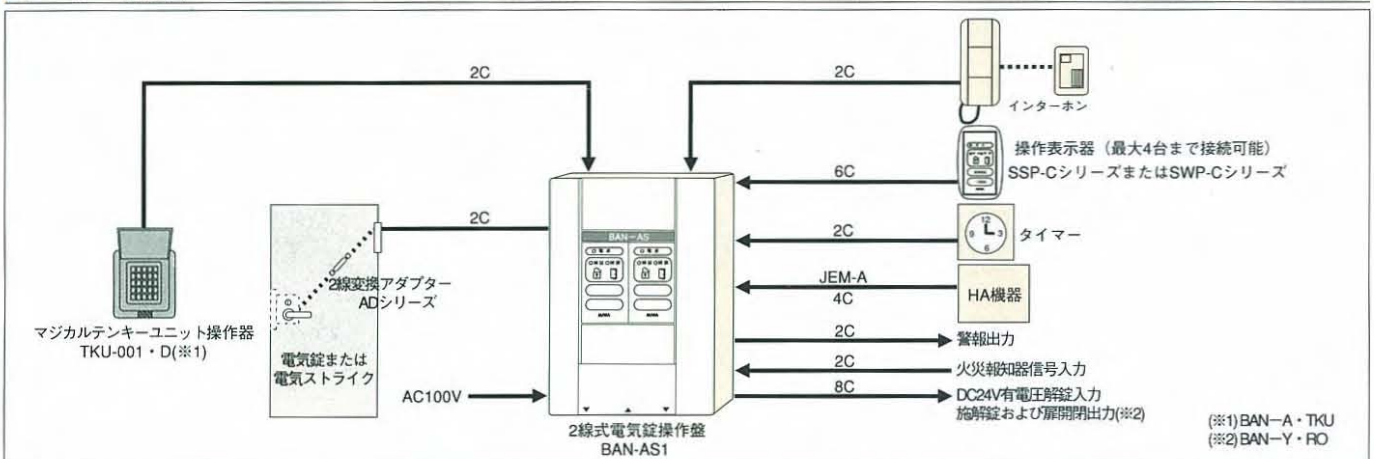 2C
2C
インターホン
操作表示器（最大4台まで接続可能）
SSP-CシリーズまたはSWP-Cシリーズ
6C
2C
2C
タイマー
12
3
6
9
BAN-AS
2線変換アダプター
ADシリーズ
JEM-A
4C
HA機器
マジカルテンキーユニット操作器
TKU-001・D(※1)
2C
警報出力
電気錠または
電気ストライク
2C
火災報知器信号入力
AC100V
8C
DC24V有電圧解錠入力
施解錠および扉開閉出力(※2)
2線式電気錠操作盤
BAN-AS1
(※1)BAN-A・TKU
(※2)BAN-Y・RO